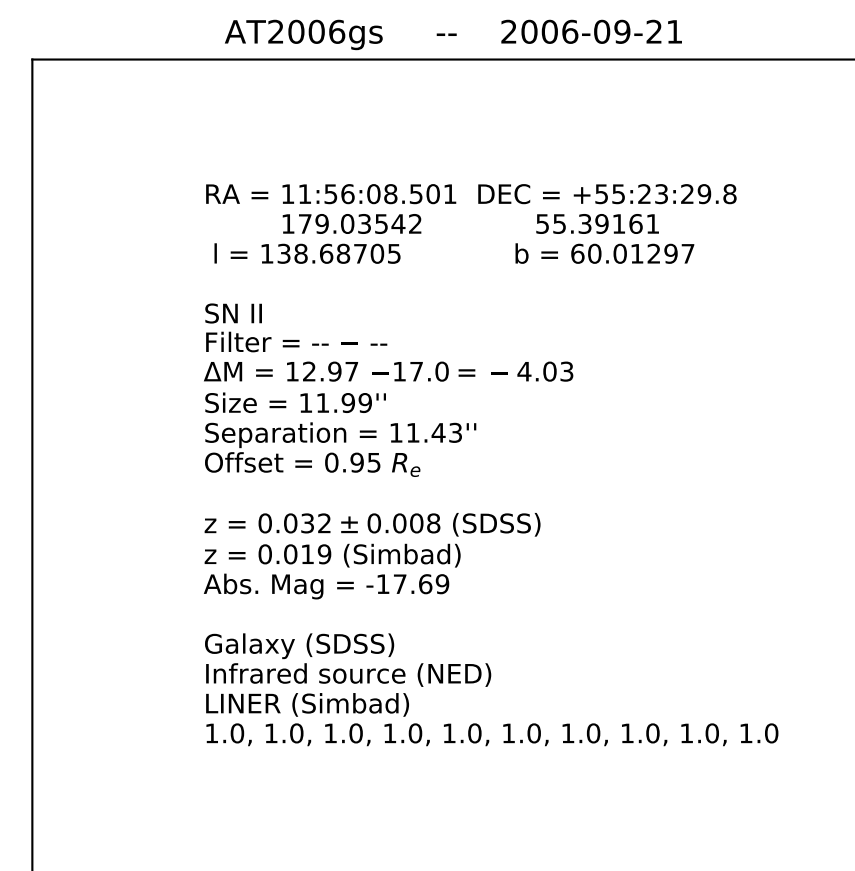 AT2006gs -- 2006-09-21
RA = 11:56:08.501 DEC = +55:23:29.8
179.03542 55.39161
l = 138.68705 b = 60.01297
SN II
Filter = -- − --
ΔM = 12.97 −17.0 = − 4.03
Size = 11.99''
Separation = 11.43''
Offset = 0.95 Rₑ
z = 0.032 ± 0.008 (SDSS)
z = 0.019 (Simbad)
Abs. Mag = -17.69
Galaxy (SDSS)
Infrared source (NED)
LINER (Simbad)
1.0, 1.0, 1.0, 1.0, 1.0, 1.0, 1.0, 1.0, 1.0, 1.0